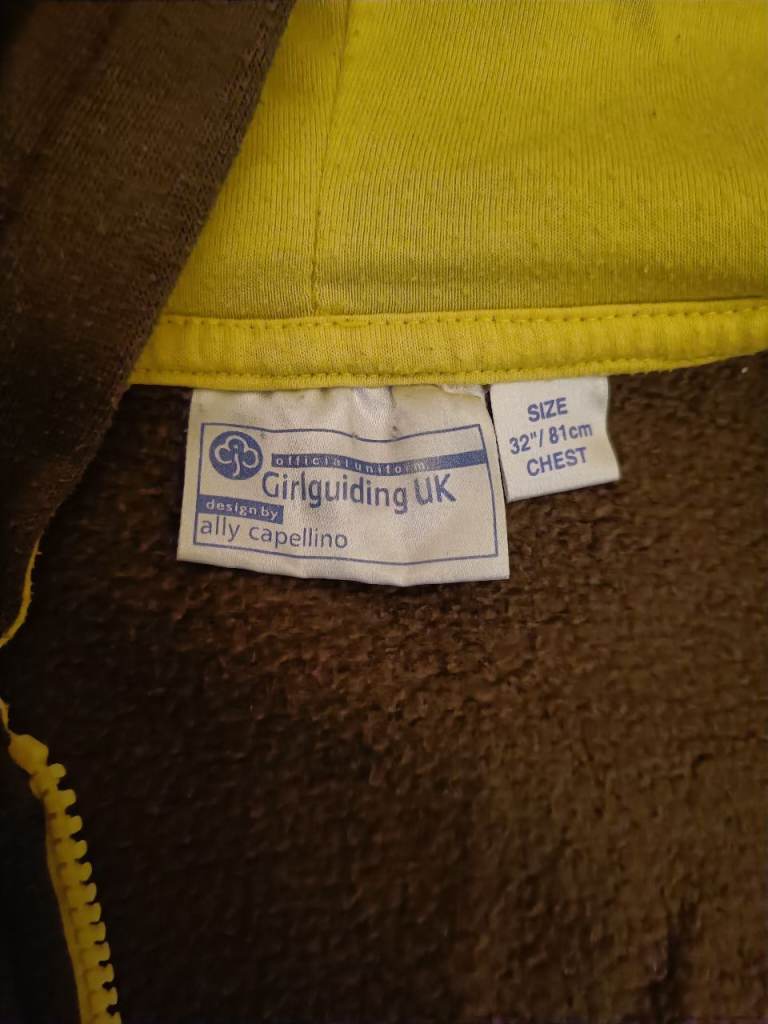 official uniform
Girlguiding UK
design by
ally capellino
SIZE
32"/81cm
CHEST